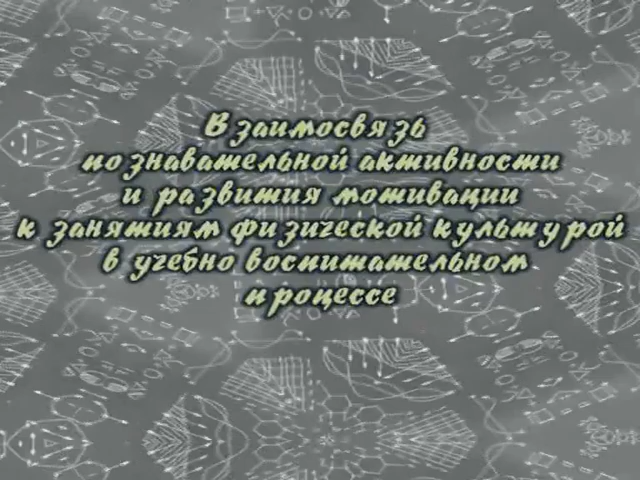 Взаимосвязь
познавательной активности
и развития мотивации
к занятиям физической культурой
в учебно воспитательном
процессе